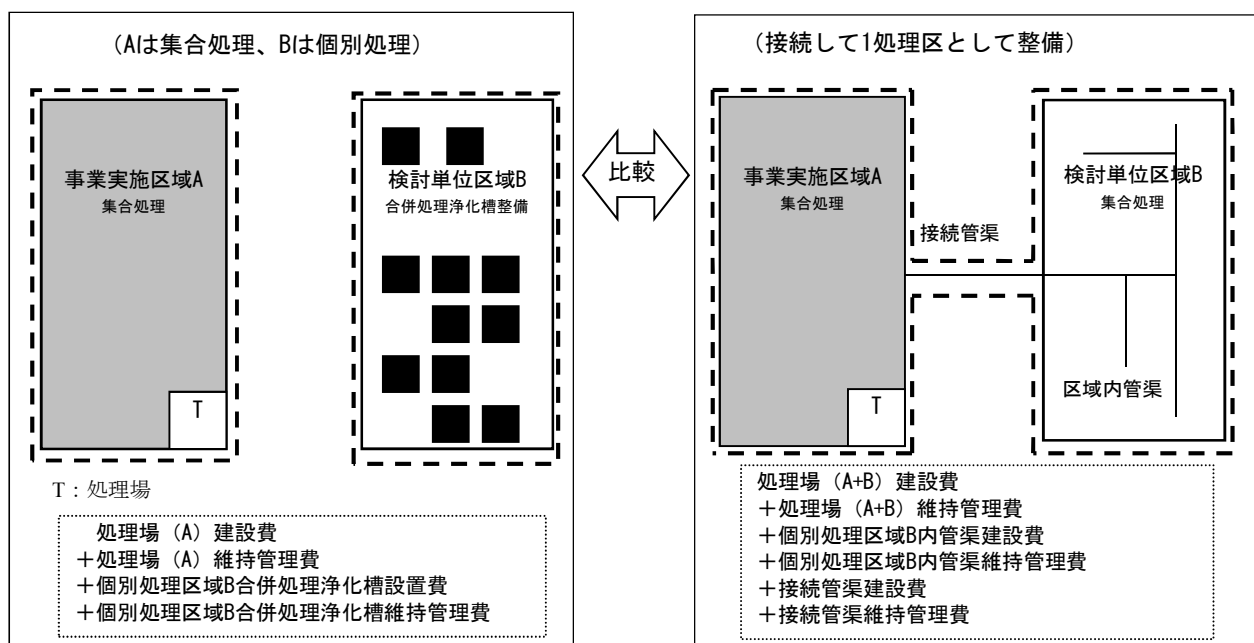 （Aは集合処理、Bは個別処理）
事業実施区域A
集合処理
検討単位区域B
合併処理浄化槽整備
T
T：処理場
処理場（A）建設費
＋処理場（A）維持管理費
＋個別処理区域B合併処理浄化槽設置費
＋個別処理区域B合併処理浄化槽維持管理費
比較
（接続して1処理区として整備）
事業実施区域A
集合処理
接続管渠
検討単位区域B
集合処理
区域内管渠
T
処理場（A+B）建設費
＋処理場（A+B）維持管理費
＋個別処理区域B内管渠建設費
＋個別処理区域B内管渠維持管理費
＋接続管渠建設費
＋接続管渠維持管理費